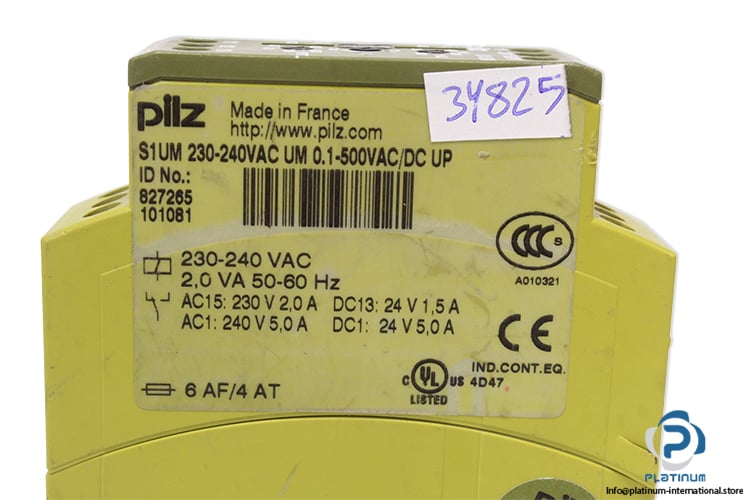 34825
pilz Made in France
http://www.pilz.com
S1UM 230-240VAC UM 0.1-500VAC/DC UP
ID No.:
827265
101081
CCC S
A010321
230-240 VAC
2,0 VA 50-60 Hz
AC15: 230 V 2,0 A DC13: 24 V 1,5 A
AC1: 240 V 5,0 A DC1: 24 V 5,0 A
CE
6 AF/4 AT
C UL US LISTED
IND.CONT.EQ.
4D47
PLATINUM
Info@platinum-international.store